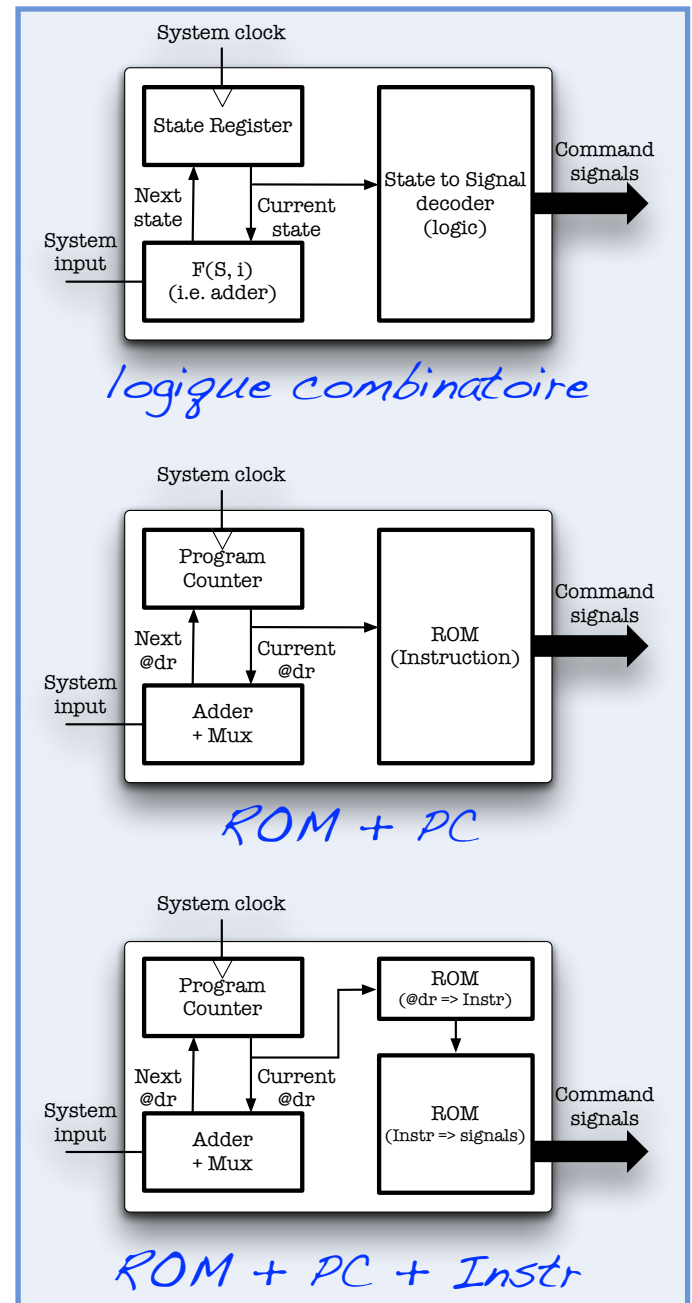 System clock
State Register
Next
state
Current
state
System
input
F(S, i)
(i.e. adder)
State to Signal
decoder
(logic)
Command
signals
logique combinatoire
System clock
Program
Counter
Next
@dr
Current
@dr
System
input
Adder
+ Mux
ROM
(Instruction)
Command
signals
ROM + PC
System clock
Program
Counter
Next
@dr
Current
@dr
System
input
Adder
+ Mux
ROM
(@dr => Instr)
ROM
(Instr => signals)
Command
signals
ROM + PC + Instr